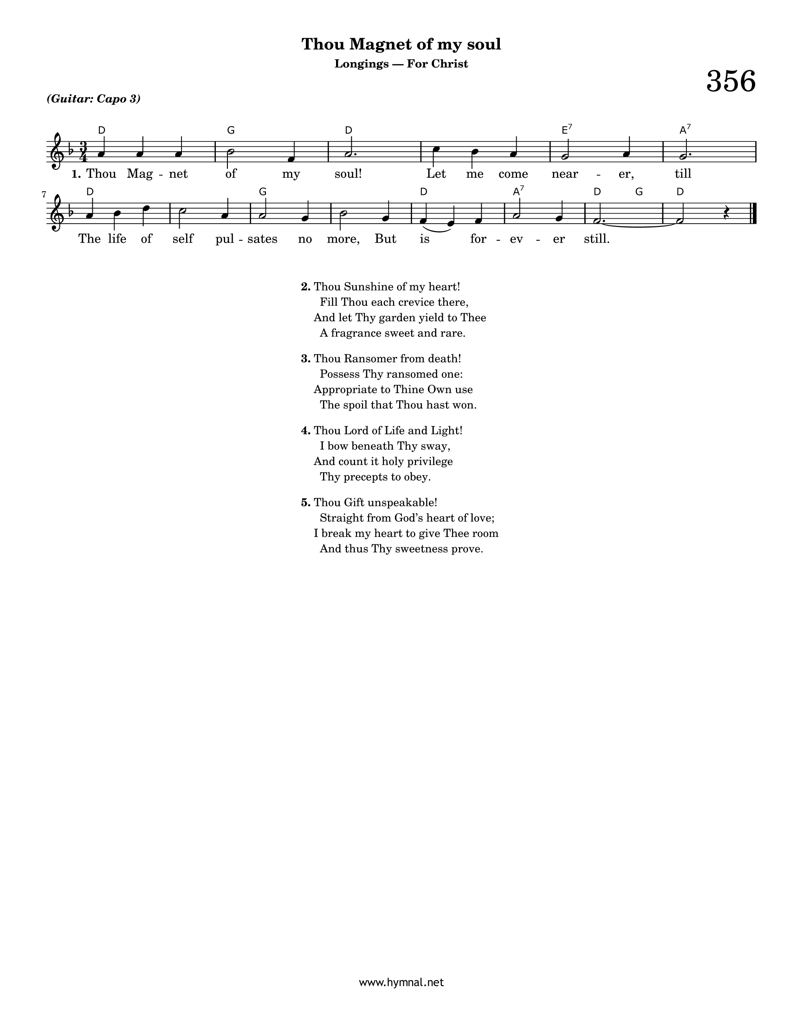 Thou Magnet of my soul
Longings — For Christ
356
(Guitar: Capo 3)
D G D E7 A7
1. Thou Mag - net of my soul! Let me come near - er, till
7
D G D A7 D G D
The life of self pul - sates no more, But is for - ev - er still.
2. Thou Sunshine of my heart!
Fill Thou each crevice there,
And let Thy garden yield to Thee
A fragrance sweet and rare.
3. Thou Ransomer from death!
Possess Thy ransomed one:
Appropriate to Thine Own use
The spoil that Thou hast won.
4. Thou Lord of Life and Light!
I bow beneath Thy sway,
And count it holy privilege
Thy precepts to obey.
5. Thou Gift unspeakable!
Straight from God's heart of love;
I break my heart to give Thee room
And thus Thy sweetness prove.
www.hymnal.net